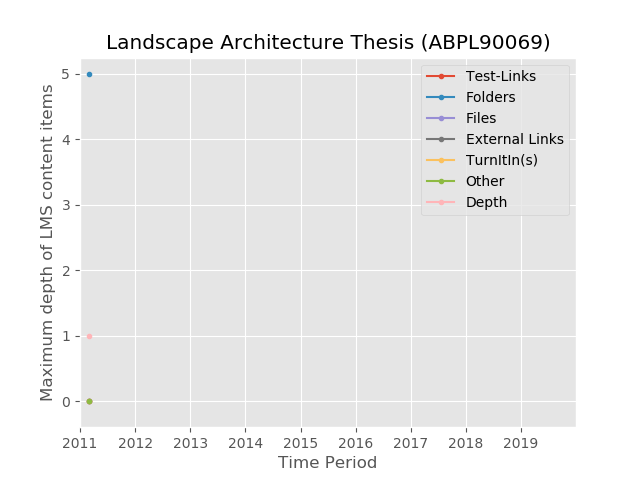 Landscape Architecture Thesis (ABPL90069)
Maximum depth of LMS content items
5
4
3
2
1
0
Test-Links
Folders
Files
External Links
TurnItIn(s)
Other
Depth
2011 2012 2013 2014 2015 2016 2017 2018 2019
Time Period